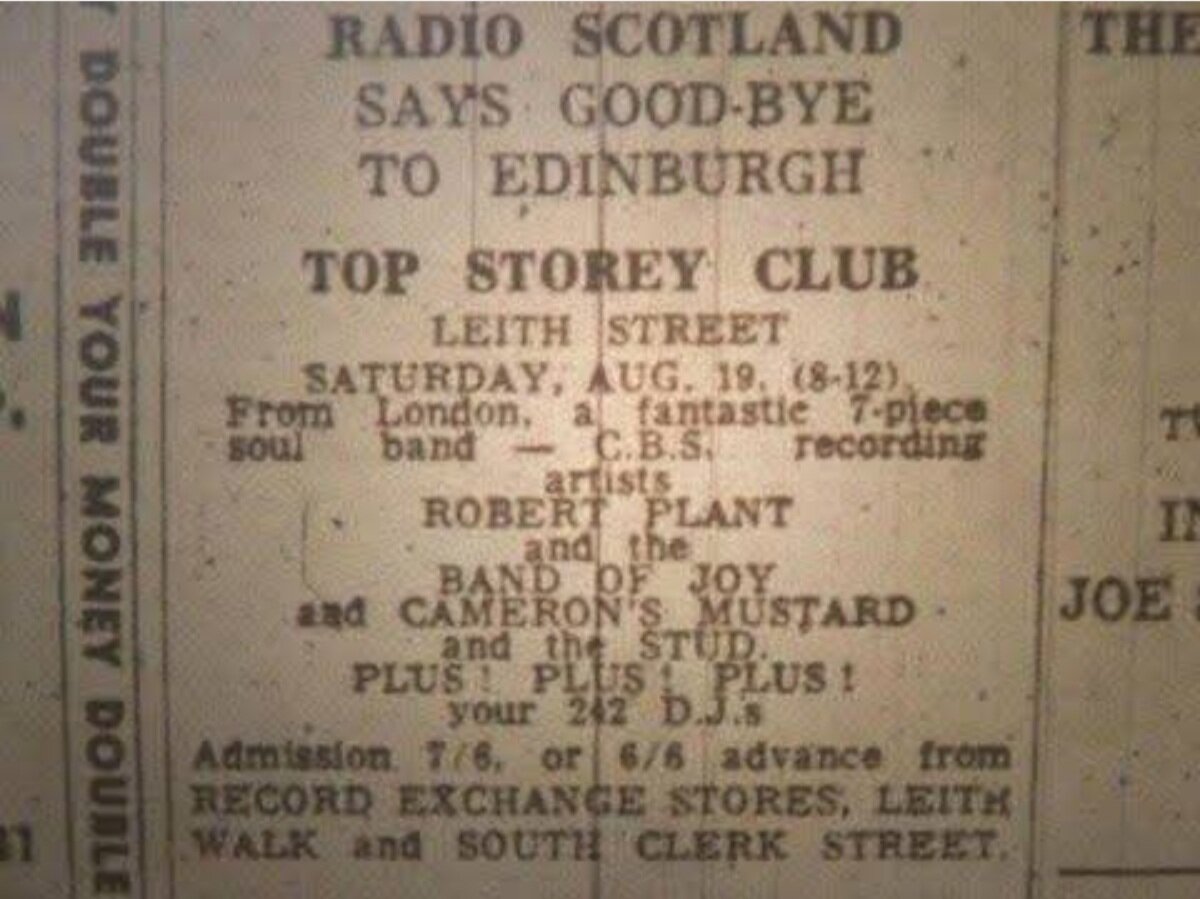 RADIO SCOTLAND
SAYS GOOD-BYE
TO EDINBURGH
TOP STOREY CLUB
LEITH STREET
SATURDAY, AUG. 19. (8-12).
From London, a fantastic 7-piece
soul band — C.B.S. recording
artists
ROBERT PLANT
and the
BAND OF JOY
and CAMERON'S MUSTARD
and the STUD.
PLUS! PLUS! PLUS!
your 242 D.J.s
Admission 7/6, or 6/6 advance from
RECORD EXCHANGE STORES, LEITH
WALK and SOUTH CLERK STREET.
DOUBLE YOUR MONEY DOUBLE
THE
JOE